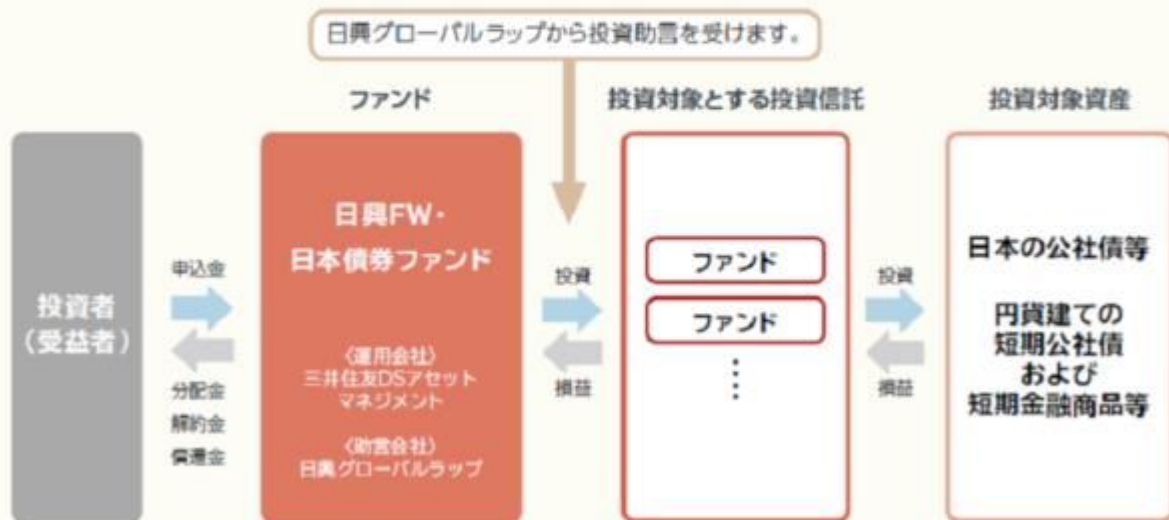 日興グローバルラップから投資助言を受けます。
ファンド
投資対象とする投資信託
投資対象資産
投資者
(受益者)
申込金
分配金
解約金
償還金
日興FW・
日本債券ファンド
〈運用会社〉
三井住友DSアセット
マネジメント
〈助言会社〉
日興グローバルラップ
投資
損益
ファンド
ファンド
投資
損益
日本の公社債等
円貨建ての
短期公社債
および
短期金融商品等